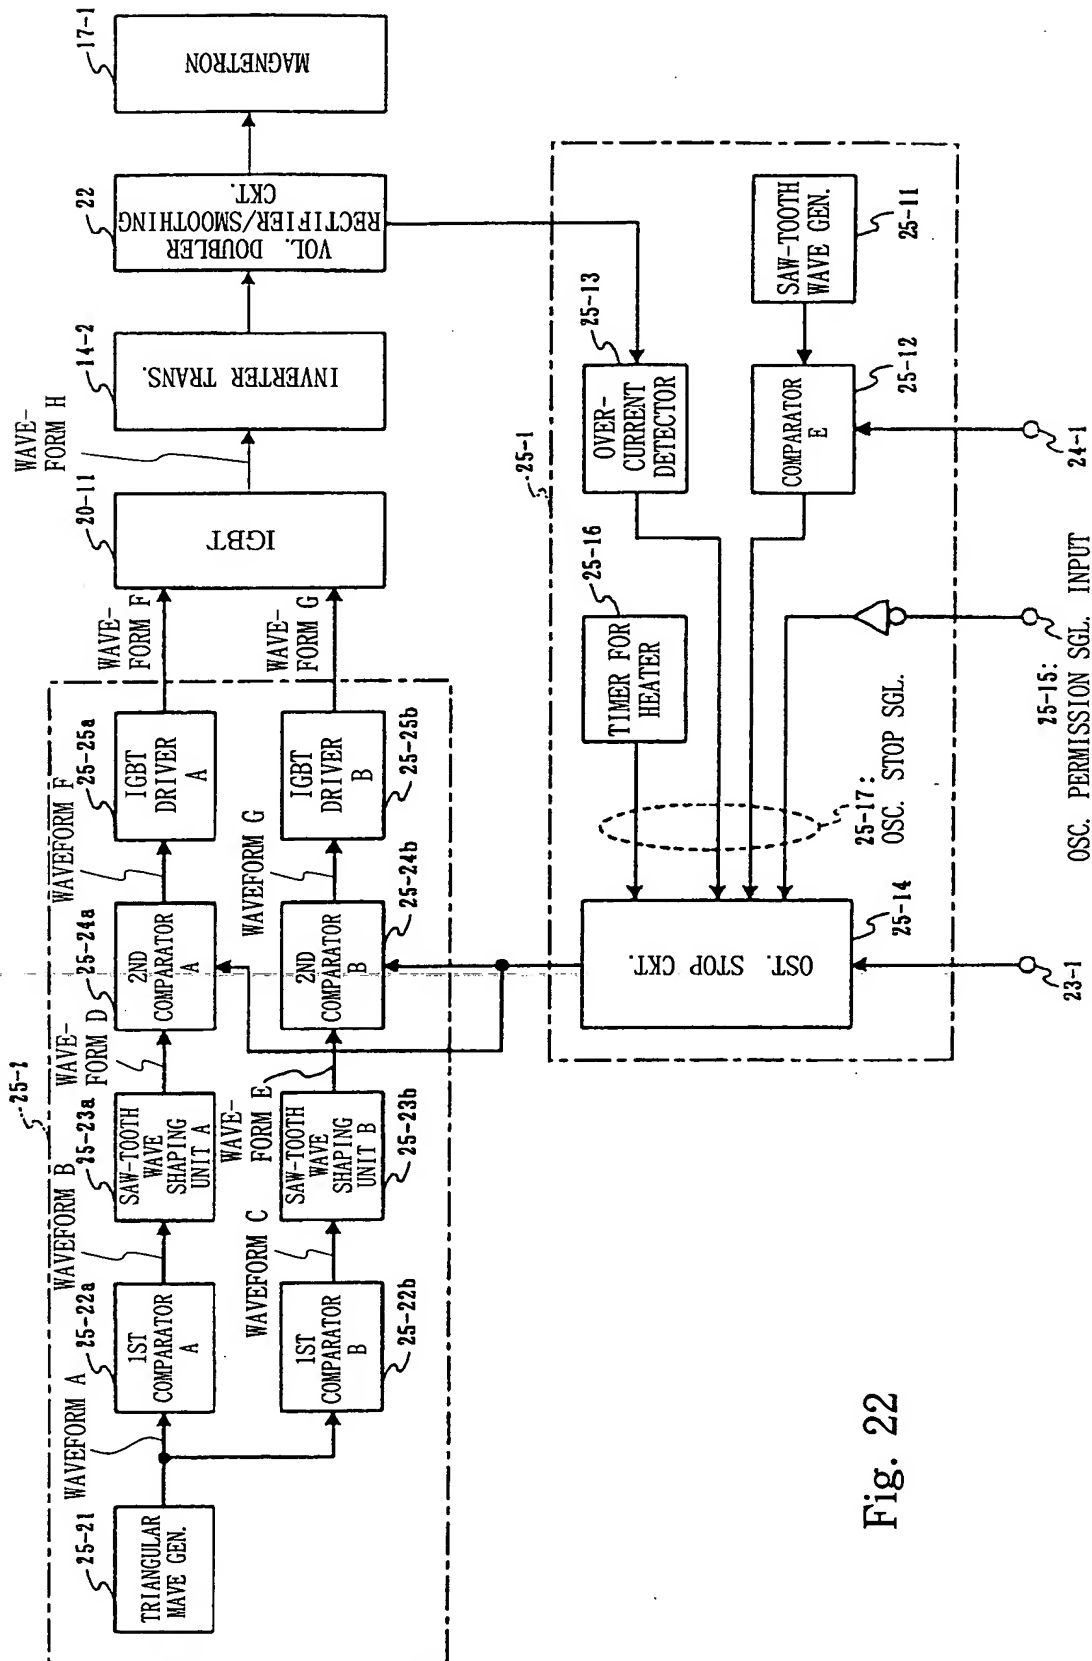 25-2
25-21
TRIANGULAR
MAVE GEN.
WAVEFORM A
25-22a
1ST
COMPARATOR
A
WAVEFORM B
25-23a
SAW-TOOTH
WAVE
SHAPING
UNIT A
WAVE-
FORM D
25-24a
2ND
COMPARATOR
A
WAVEFORM F
25-25a
IGBT
DRIVER
A
WAVE-
FORM F
20-11
IGBT
WAVE-
FORM H
14-2
INVERTER TRANS.
22
VOL. DOUBLER
RECTIFIER/SMOOTHING
CKT.
17-1
MAGNETRON
1ST
COMPARATOR
B
25-22b
WAVEFORM C
SAW-TOOTH
WAVE
SHAPING
UNIT B
25-23b
WAVE-
FORM E
2ND
COMPARATOR
B
25-24b
WAVEFORM G
IGBT
DRIVER
B
25-25b
WAVE-
FORM G
25-1
OST. STOP CKT.
25-14
25-17:
OSC. STOP SGL.
TIMER FOR
HEATER
25-16
OVER-
CURRENT
DETECTOR
25-13
COMPARATOR
E
25-12
SAW-TOOTH
WAVE GEN.
25-11
23-1
25-15:
OSC. PERMISSION SGL. INPUT
24-1
Fig. 22